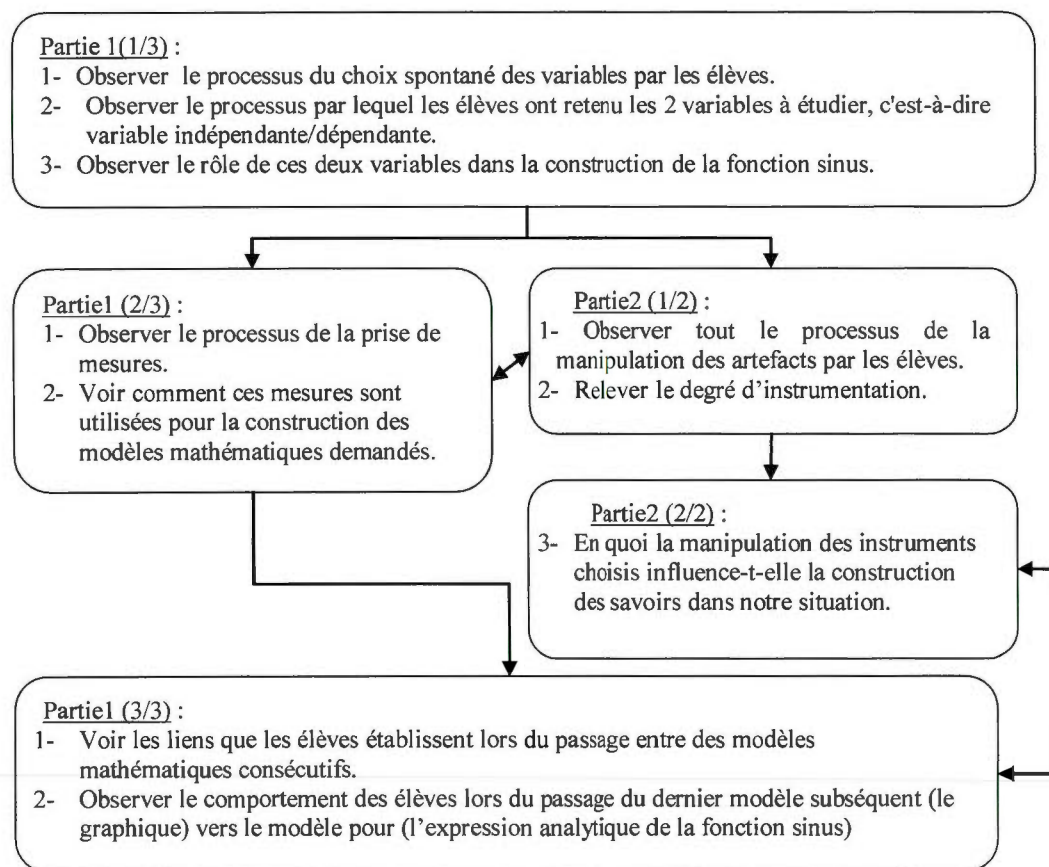 Partie 1(1/3) :
1- Observer le processus du choix spontané des variables par les élèves.
2- Observer le processus par lequel les élèves ont retenu les 2 variables à étudier, c'est-à-dire
variable indépendante/dépendante.
3- Observer le rôle de ces deux variables dans la construction de la fonction sinus.
Partie1 (2/3) :
1- Observer le processus de la prise de
mesures.
2- Voir comment ces mesures sont
utilisées pour la construction des
modèles mathématiques demandés.
Partie2 (1/2) :
1- Observer tout le processus de la
manipulation des artefacts par les élèves.
2- Relever le degré d'instrumentation.
Partie2 (2/2) :
3- En quoi la manipulation des instruments
choisis influence-t-elle la construction
des savoirs dans notre situation.
Partie1 (3/3) :
1- Voir les liens que les élèves établissent lors du passage entre des modèles
mathématiques consécutifs.
2- Observer le comportement des élèves lors du passage du dernier modèle subséquent (le
graphique) vers le modèle pour (l'expression analytique de la fonction sinus)